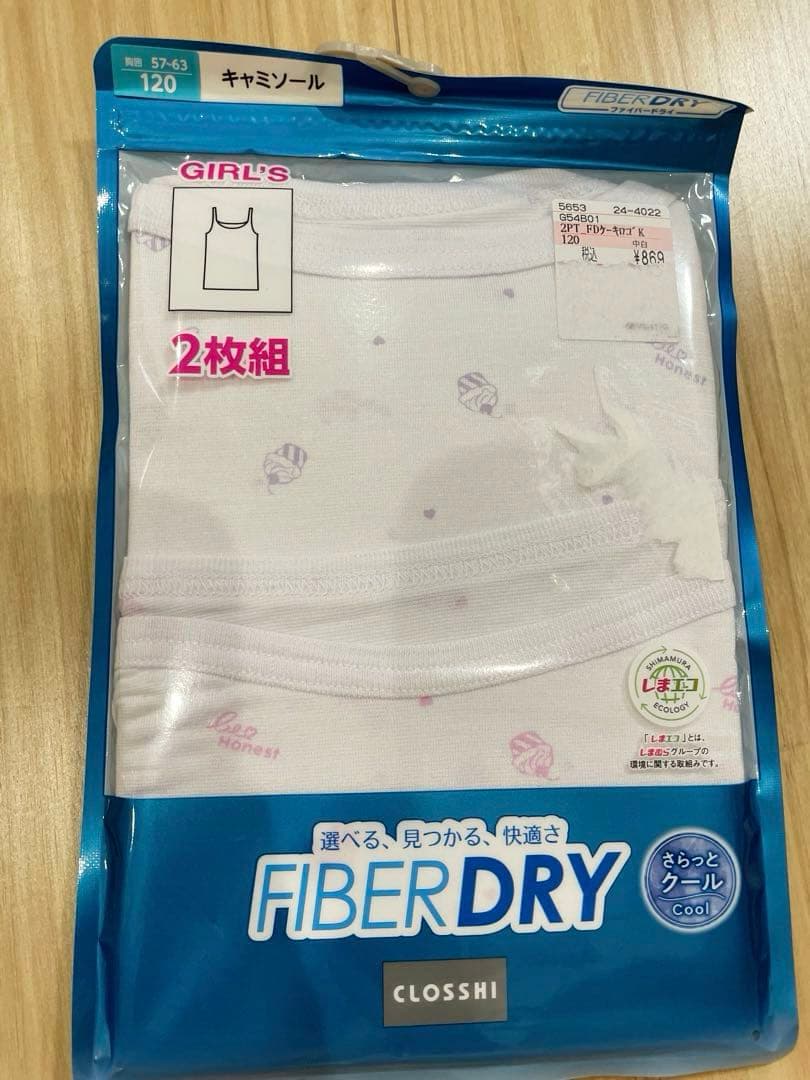 胸囲 57~63
120
キャミソール
FIBERDRY
ファイバードライ
GIRL'S
5653 24-4022
G54B01
2PT_FDケーキロゴK
120 中白
税込 ¥869
2枚組
Honest
Honest
SHIMAMURA
しまエコ
ECOLOGY
「しまエコ」とは、
しまむらグループの
環境に関する取組みです。
選べる、見つかる、快適さ
FIBERDRY
さらっと
クール
Cool
CLOSSHI